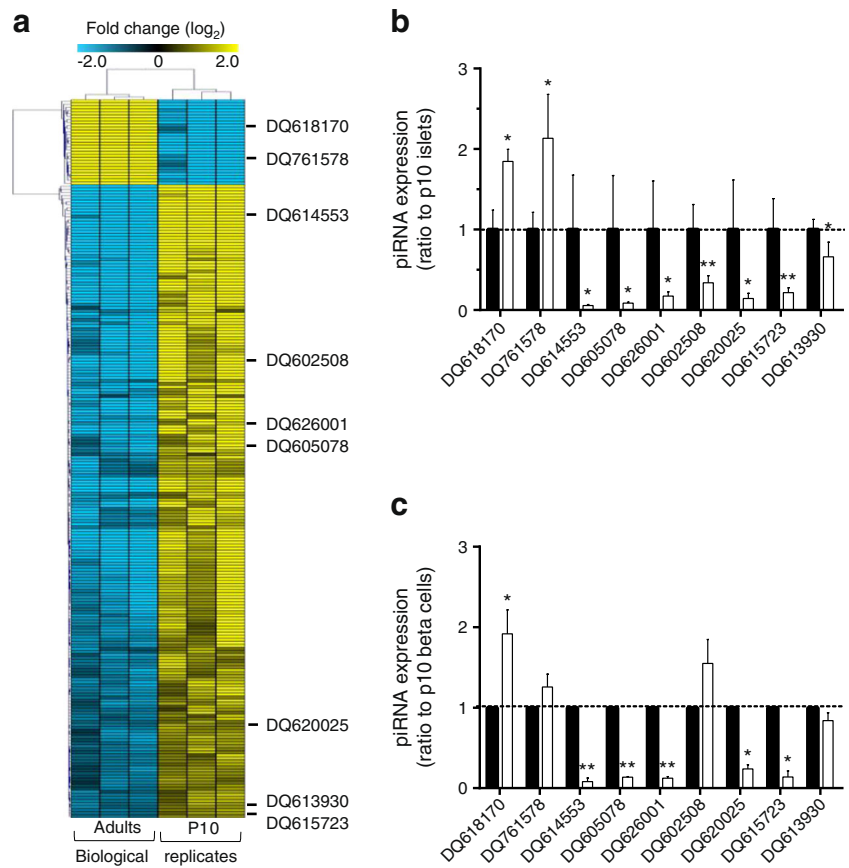 a
Fold change (log2)
-2.0 0 2.0
DQ618170
DQ761578
DQ614553
DQ602508
DQ626001
DQ605078
DQ620025
DQ613930
DQ615723
Adults P10
Biological replicates
b
piRNA expression
(ratio to p10 islets)
3
2
1
0
* * * * * ** * ** *
DQ618170
DQ761578
DQ614553
DQ605078
DQ626001
DQ602508
DQ620025
DQ615723
DQ613930
c
piRNA expression
(ratio to p10 beta cells)
3
2
1
0
* ** ** ** * *
DQ618170
DQ761578
DQ614553
DQ605078
DQ626001
DQ602508
DQ620025
DQ615723
DQ613930